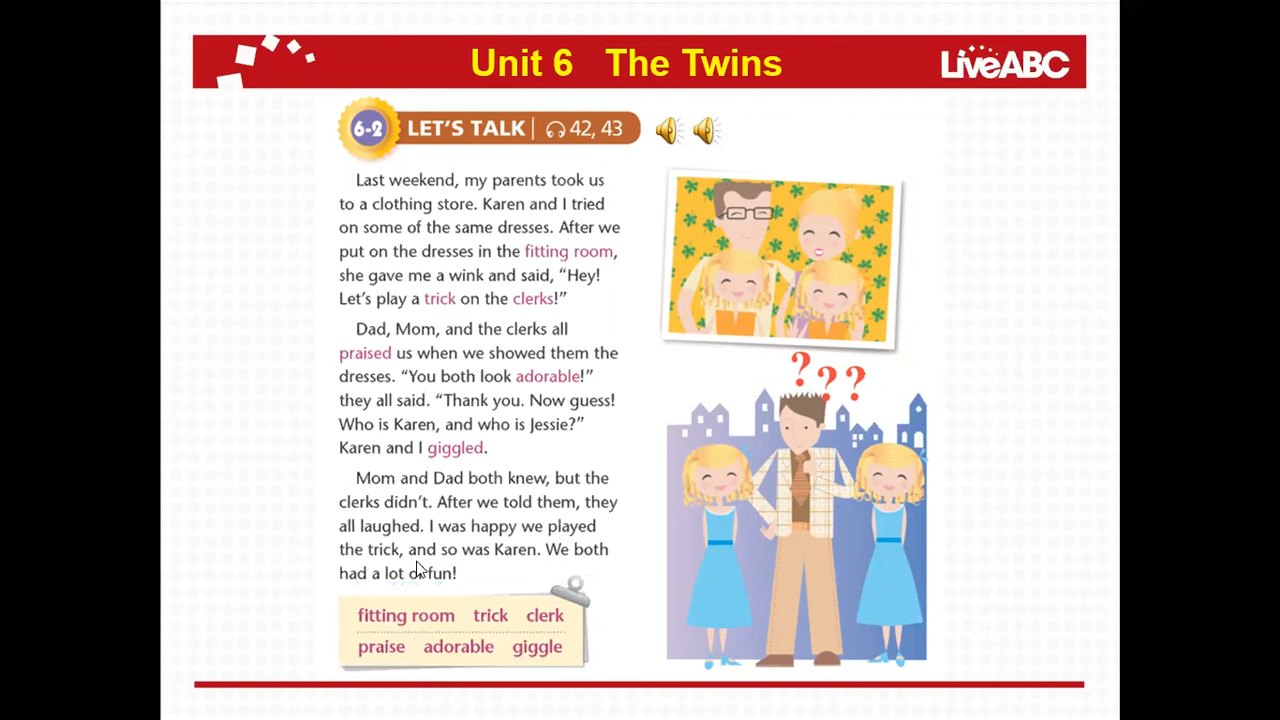 Unit 6 The Twins
LiveABC
6-2 LET'S TALK | 42, 43
Last weekend, my parents took us
to a clothing store. Karen and I tried
on some of the same dresses. After we
put on the dresses in the fitting room,
she gave me a wink and said, “Hey!
Let's play a trick on the clerks!”
Dad, Mom, and the clerks all
praised us when we showed them the
dresses. “You both look adorable!”
they all said. “Thank you. Now guess!
Who is Karen, and who is Jessie?”
Karen and I giggled.
Mom and Dad both knew, but the
clerks didn't. After we told them, they
all laughed. I was happy we played
the trick, and so was Karen. We both
had a lot of fun!
fitting room trick clerk
praise adorable giggle
? ? ?